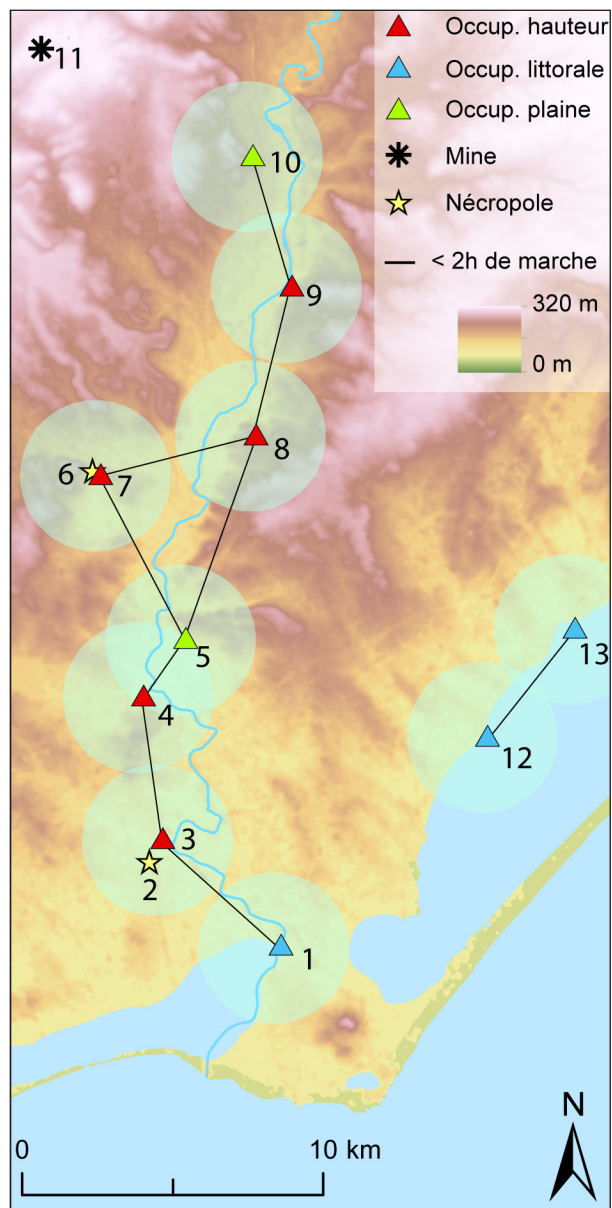 11
Occup. hauteur
Occup. littorale
Occup. plaine
Mine
Nécropole
< 2h de marche
320 m
0 m
10
9
8
6
7
5
13
4
12
3
2
1
N
0
10 km